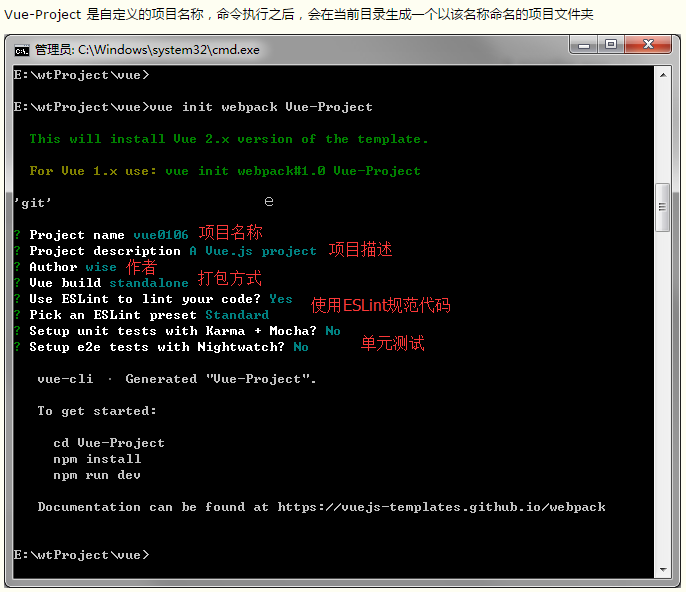 Vue-Project 是自定义的项目名称，命令执行之后，会在当前目录生成一个以该名称命名的项目文件夹
管理员: C:\Windows\system32\cmd.exe
E:\wtProject\vue>
E:\wtProject\vue>vue init webpack Vue-Project
This will install Vue 2.x version of the template.
For Vue 1.x use: vue init webpack#1.0 Vue-Project
'git' e
? Project name vue0106 项目名称
? Project description A Vue.js project 项目描述
? Author wise 作者
? Vue build standalone 打包方式
? Use ESLint to lint your code? Yes 使用ESLint规范代码
? Pick an ESLint preset Standard
? Setup unit tests with Karma + Mocha? No
? Setup e2e tests with Nightwatch? No 单元测试
vue-cli · Generated "Vue-Project".
To get started:
cd Vue-Project
npm install
npm run dev
Documentation can be found at https://vuejs-templates.github.io/webpack
E:\wtProject\vue>